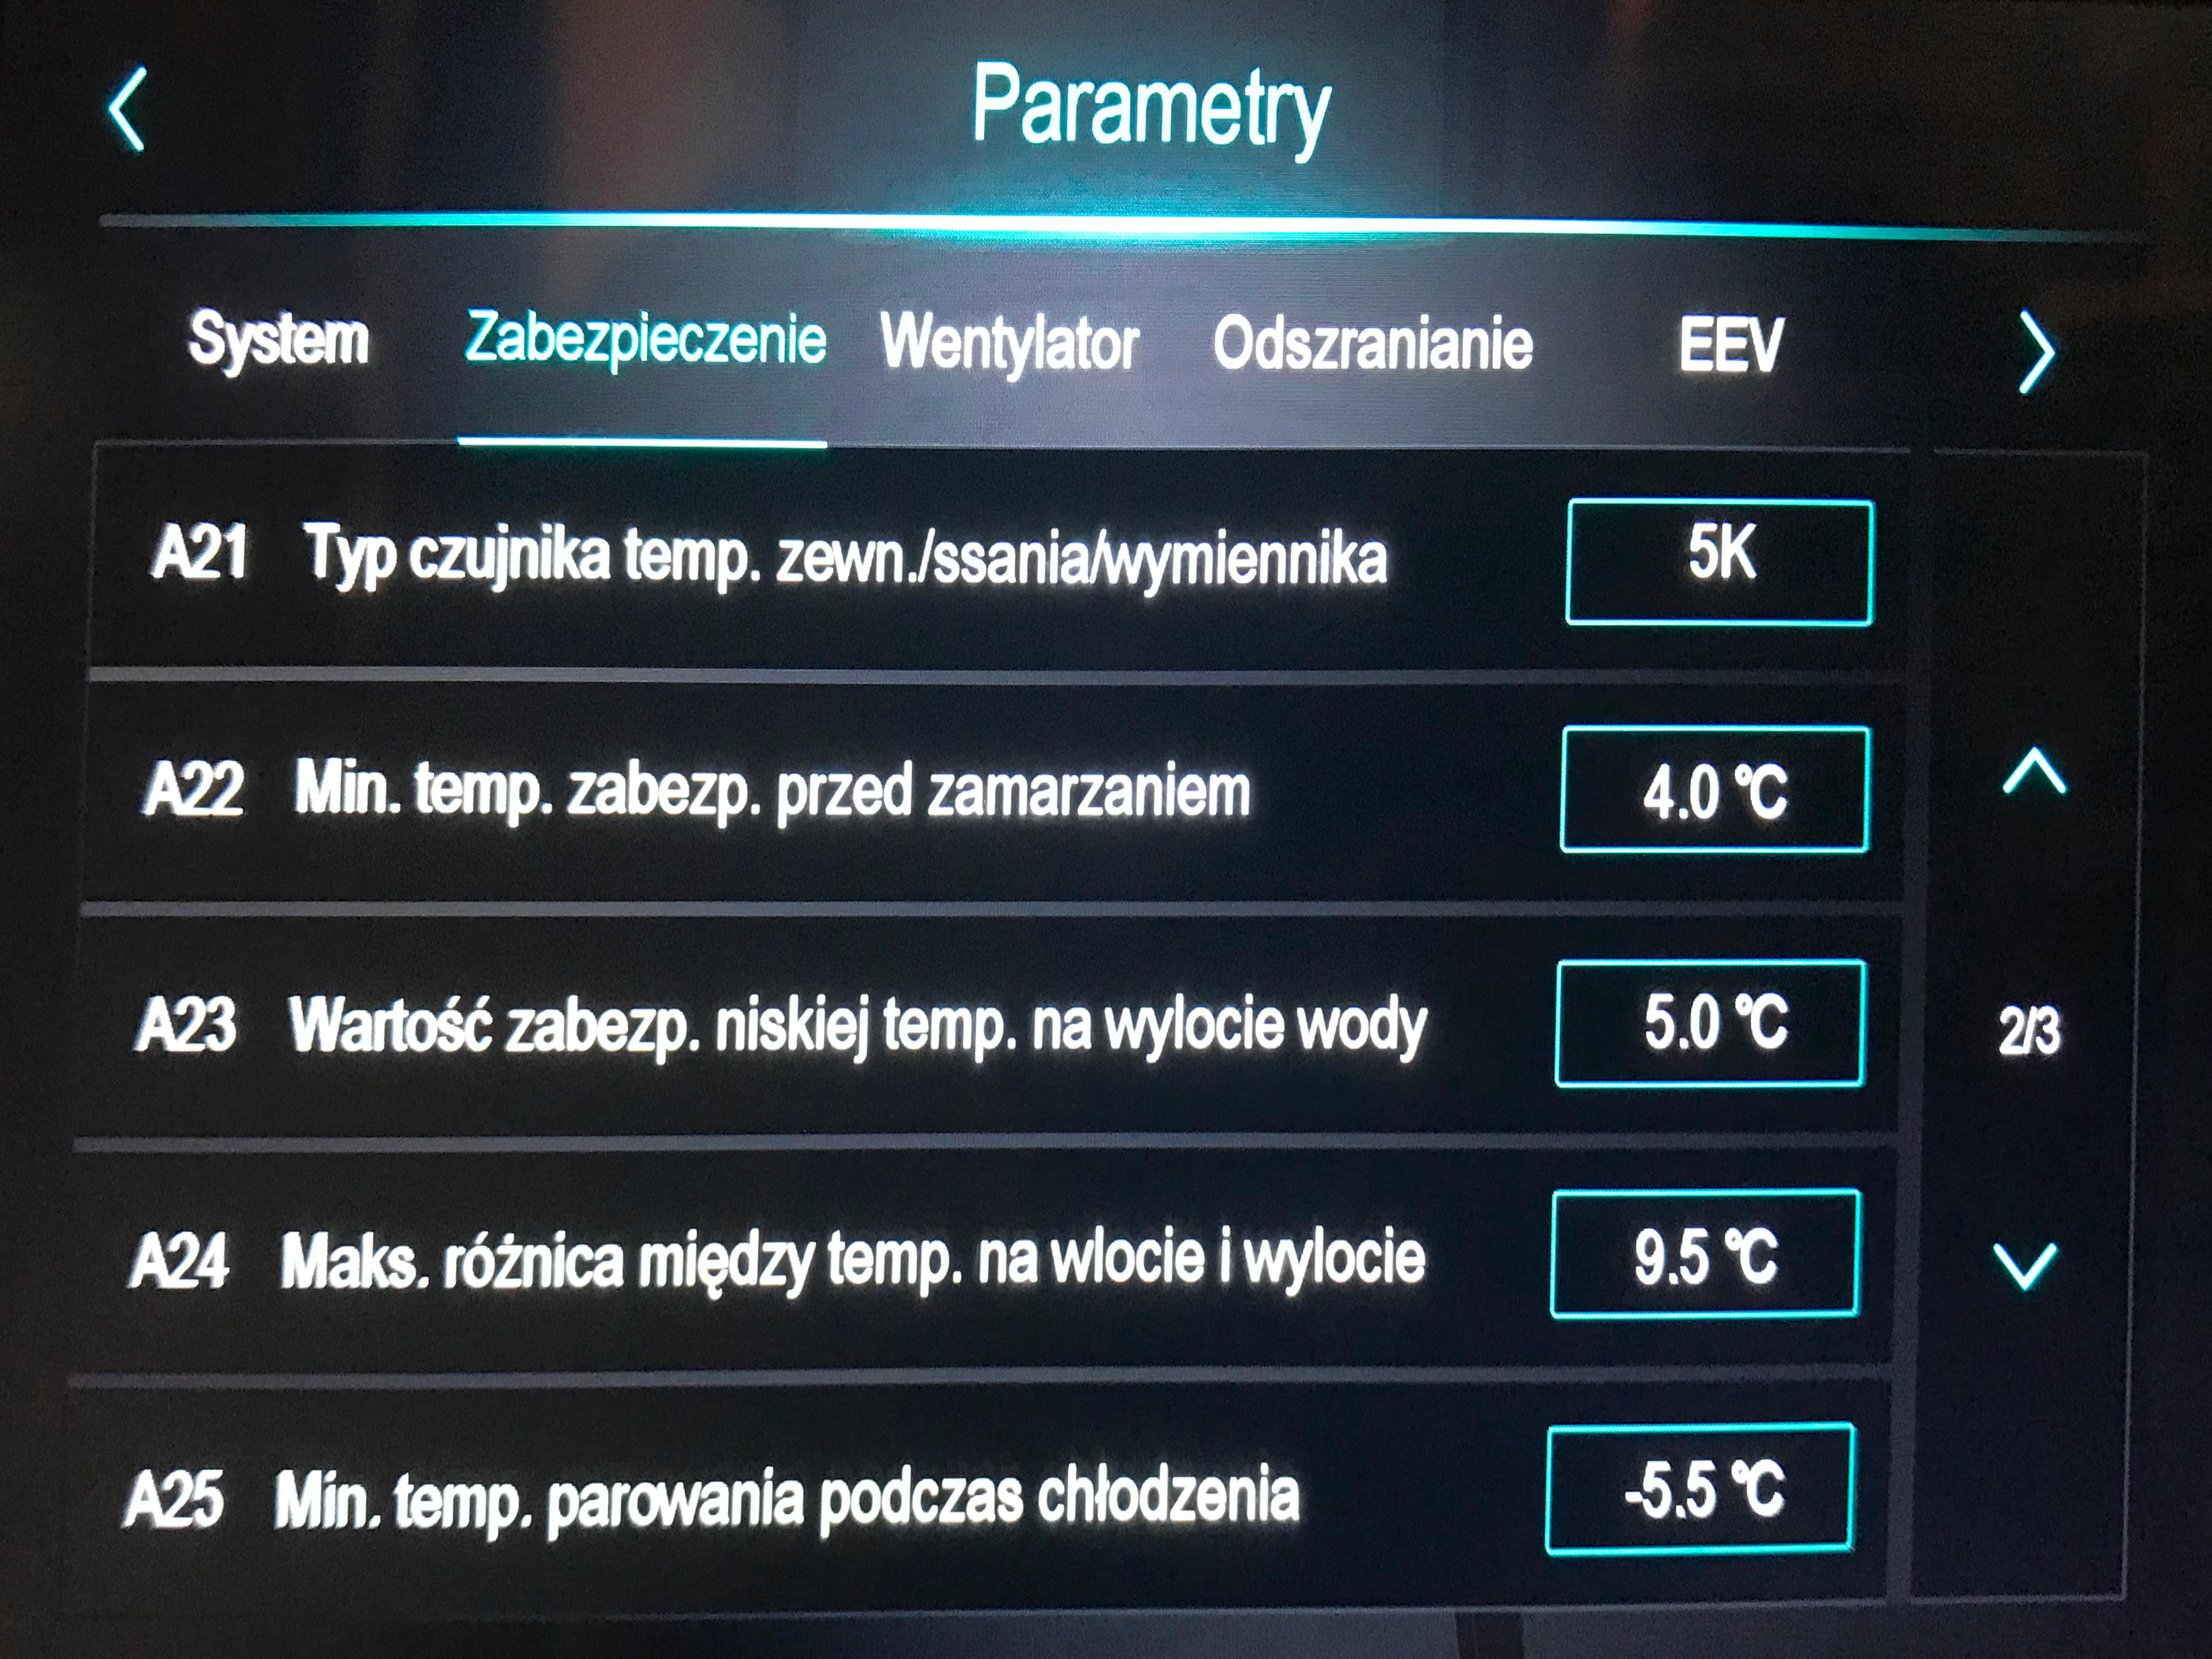 Parametry
System Zabezpieczenie Wentylator Odszranianie EEV
A21 Typ czujnika temp. zewn./ssania/wymiennika 5K
A22 Min. temp. zabezp. przed zamarzaniem 4.0 °C
A23 Wartość zabezp. niskiej temp. na wylocie wody 5.0 °C
2/3
A24 Maks. różnica między temp. na wlocie i wylocie 9.5 °C
A25 Min. temp. parowania podczas chłodzenia -5.5 °C